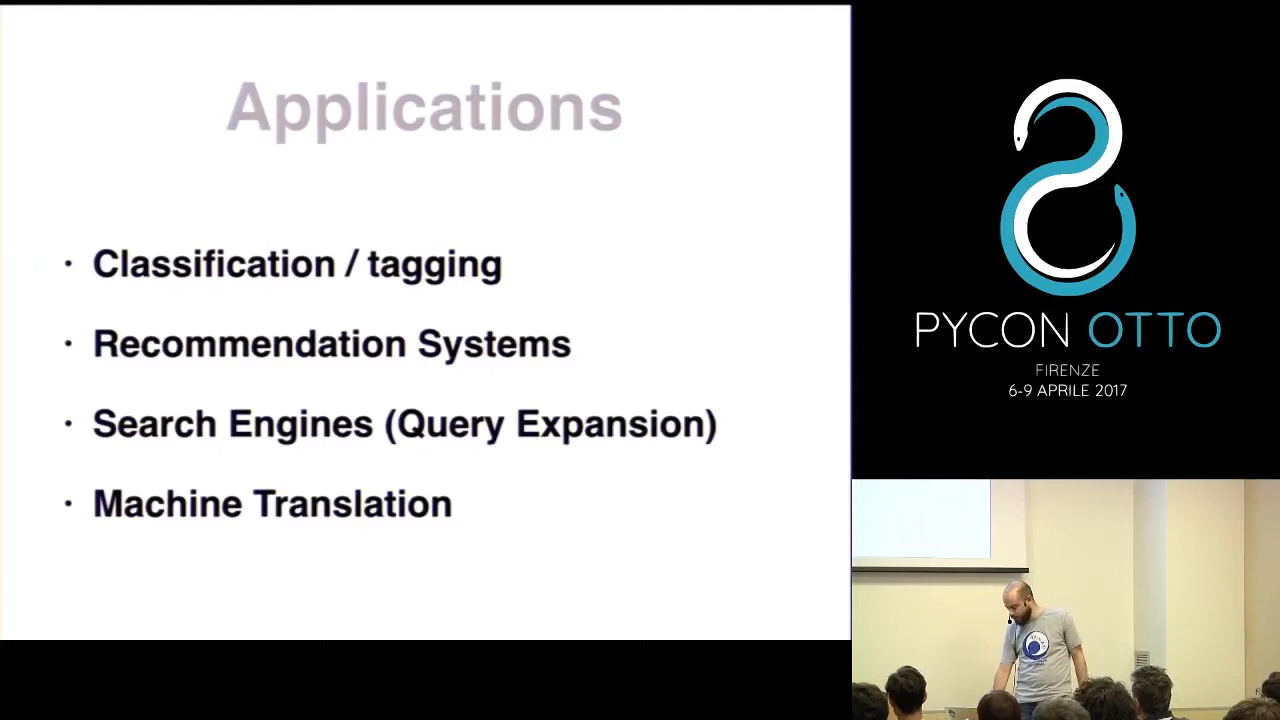 Applications
· Classification / tagging
· Recommendation Systems
· Search Engines (Query Expansion)
· Machine Translation
PYCON OTTO
FIRENZE
6-9 APRILE 2017